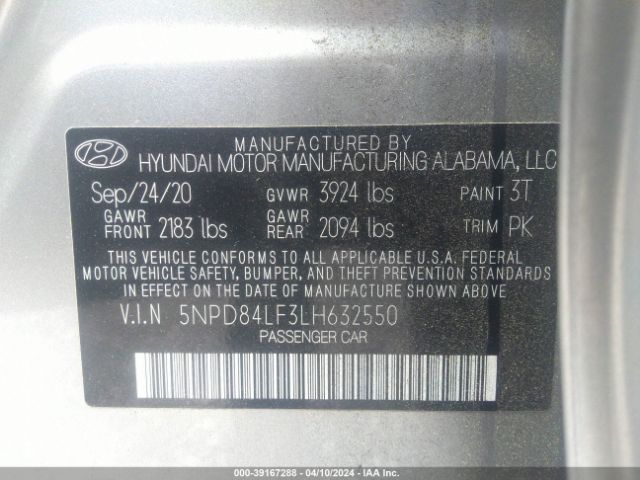 MANUFACTURED BY
HYUNDAI MOTOR MANUFACTURING ALABAMA, LLC
Sep/24/20 GVWR 3924 lbs PAINT 3T
GAWR FRONT 2183 lbs GAWR REAR 2094 lbs TRIM PK
THIS VEHICLE CONFORMS TO ALL APPLICABLE U.S.A. FEDERAL
MOTOR VEHICLE SAFETY, BUMPER, AND THEFT PREVENTION STANDARDS
IN EFFECT ON THE DATE OF MANUFACTURE SHOWN ABOVE.
V.I.N 5NPD84LF3LH632550
PASSENGER CAR
000-39167288 - 04/10/2024 - IAA Inc.